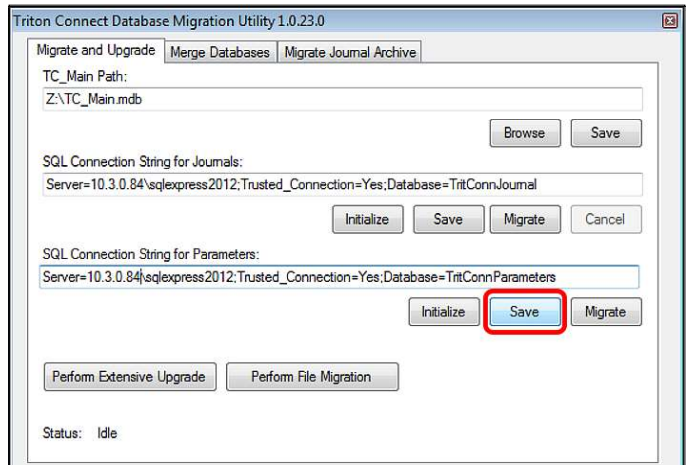 Triton Connect Database Migration Utility 1.0.23.0
Migrate and Upgrade Merge Databases Migrate Journal Archive
TC_Main Path:
Z:\TC_Main.mdb
Browse Save
SQL Connection String for Journals:
Server=10.3.0.84\sqlexpress2012;Trusted_Connection=Yes;Database=TritConnJournal
Initialize Save Migrate Cancel
SQL Connection String for Parameters:
Server=10.3.0.84\sqlexpress2012;Trusted_Connection=Yes;Database=TritConnParameters
Initialize Save Migrate
Perform Extensive Upgrade Perform File Migration
Status: Idle